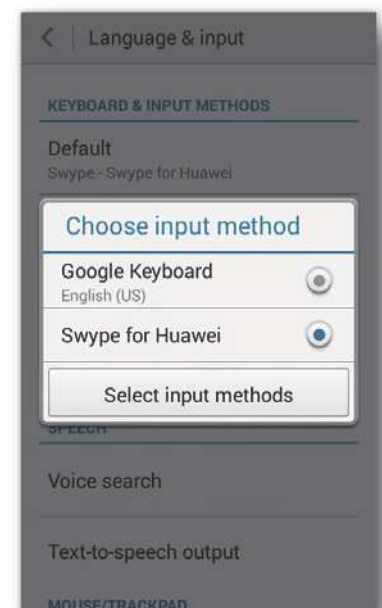 Language & input
KEYBOARD & INPUT METHODS
Default
Swype - Swype for Huawei
Choose input method
Google Keyboard
English (US)
Swype for Huawei
Select input methods
SPEECH
Voice search
Text-to-speech output
MOUSE/TRACKPAD